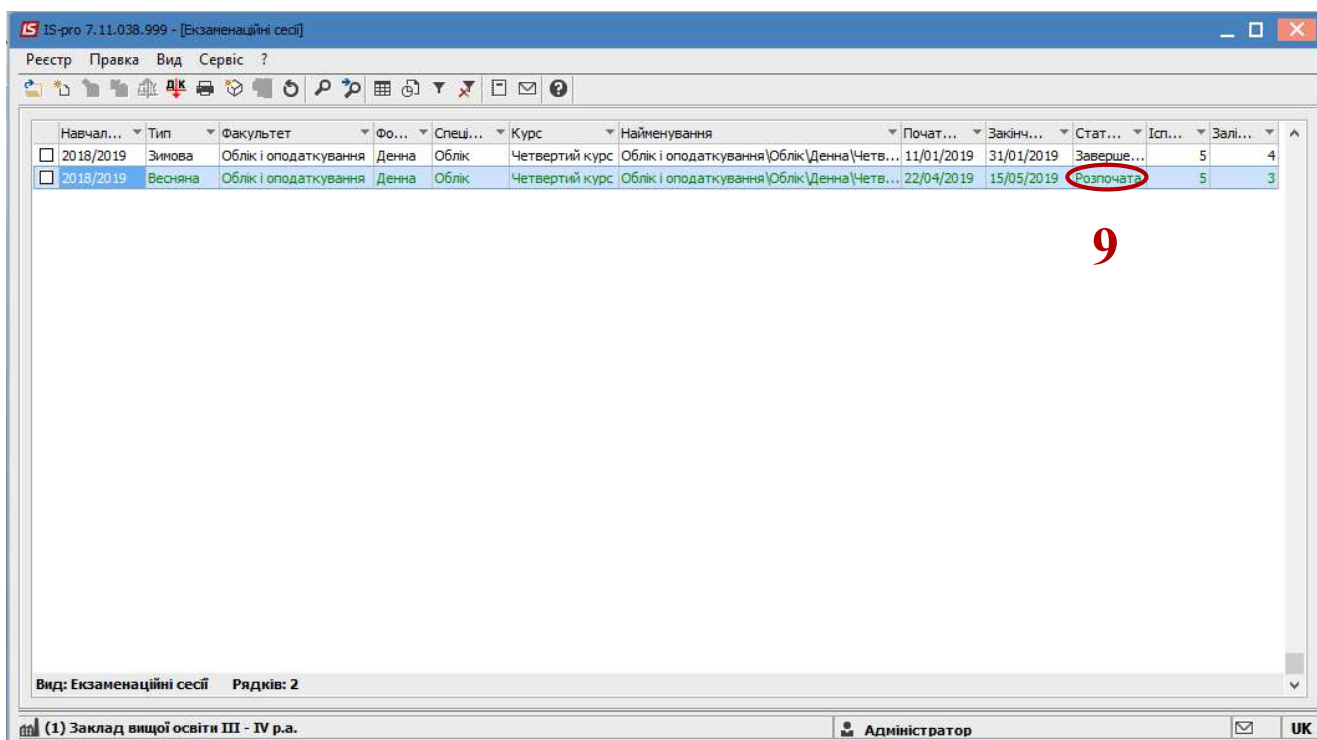 IS-pro 7.11.038.999 - [Екзаменаційні сесії]
Реєстр Правка Вид Сервіс ?
Д|К
Навчал... Тип Факультет Фо... Спеці... Курс Найменування Почат... Закінч... Стат... Ісп... Залі...
2018/2019 Зимова Облік і оподаткування Денна Облік Четвертий курс Облік і оподаткування\Облік\Денна\Четв... 11/01/2019 31/01/2019 Заверше... 5 4
2018/2019 Весняна Облік і оподаткування Денна Облік Четвертий курс Облік і оподаткування\Облік\Денна\Четв... 22/04/2019 15/05/2019 Розпочата 5 3
9
Вид: Екзаменаційні сесії Рядків: 2
(1) Заклад вищої освіти III - IV р.а. Адміністратор UK